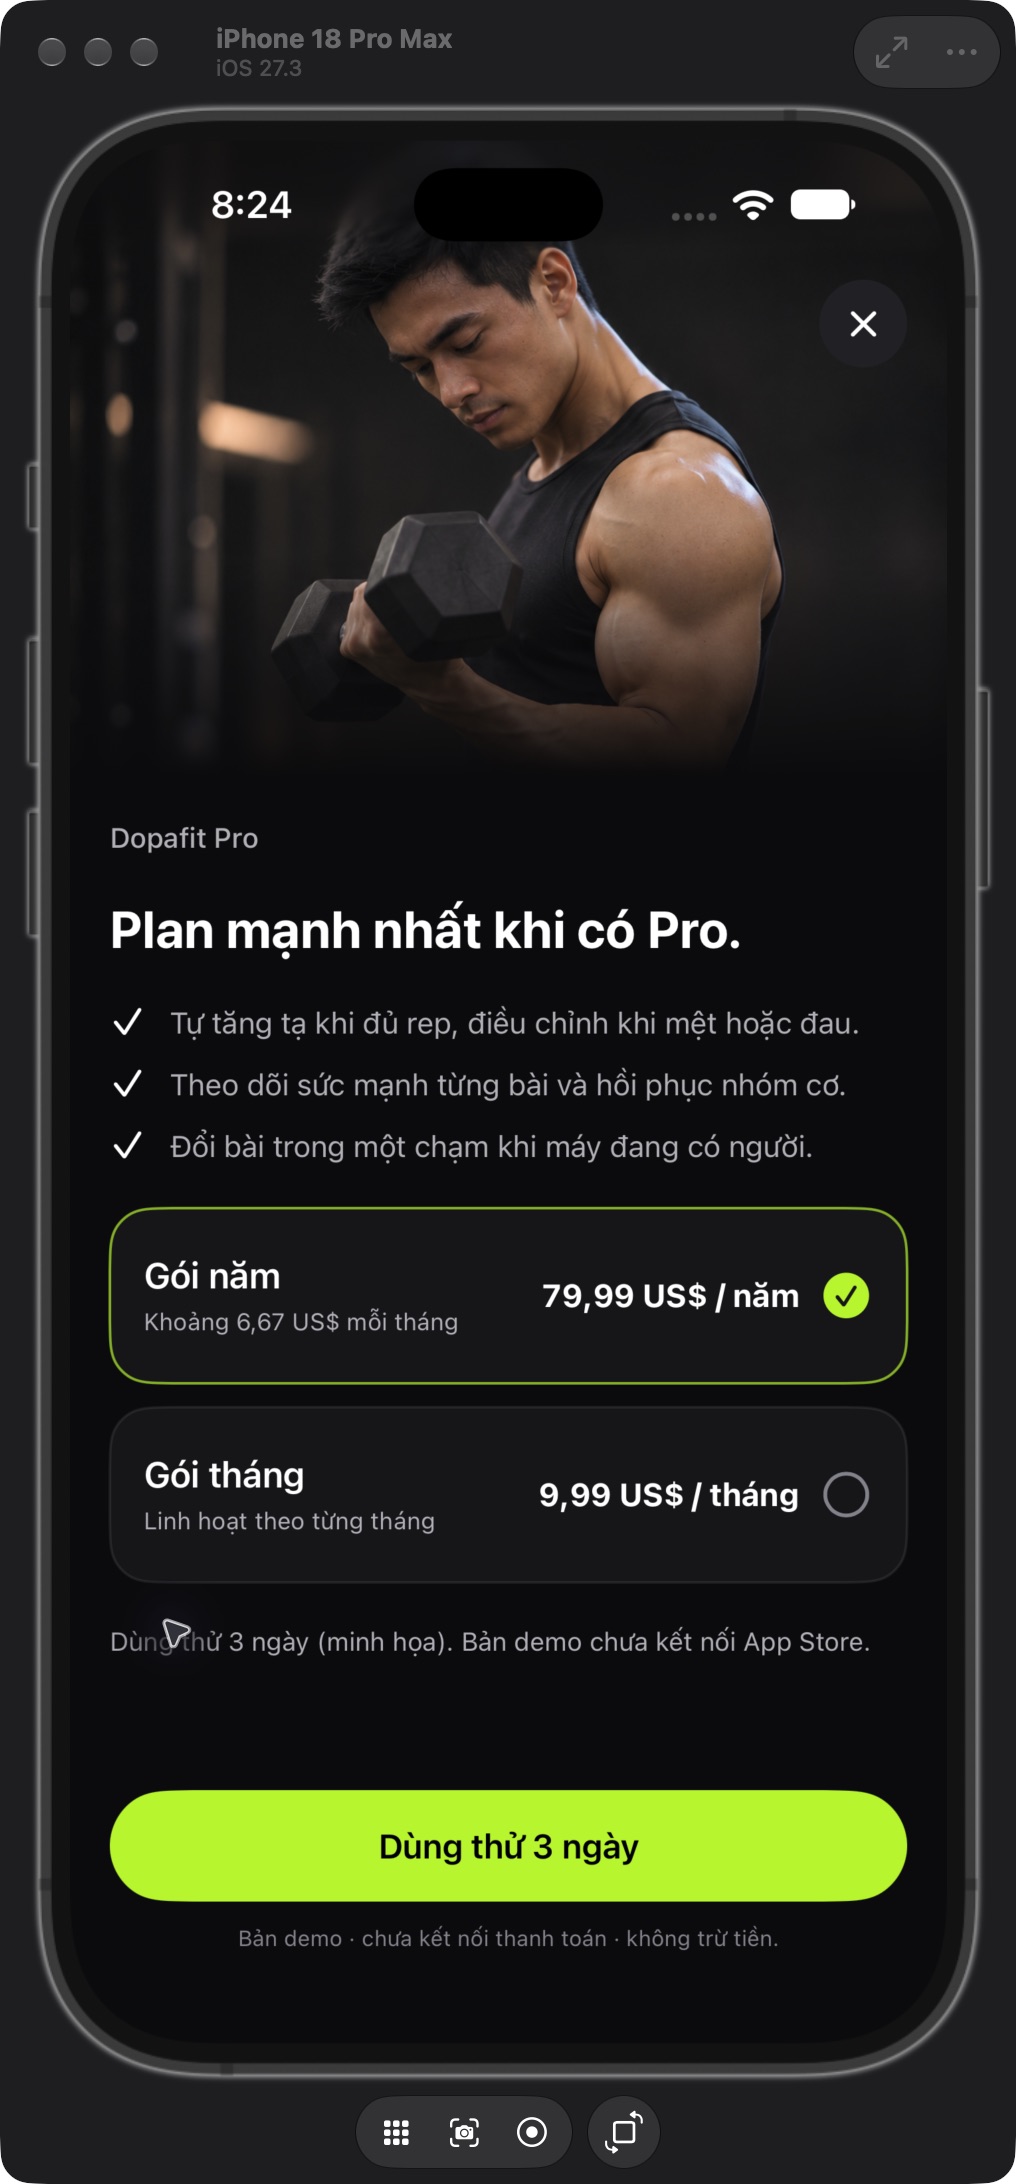 iPhone 18 Pro Max
iOS 27.3
8:24
Dopafit Pro
Plan mạnh nhất khi có Pro.
Tự tăng tạ khi đủ rep, điều chỉnh khi mệt hoặc đau.
Theo dõi sức mạnh từng bài và hồi phục nhóm cơ.
Đổi bài trong một chạm khi máy đang có người.
Gói năm
Khoảng 6,67 US$ mỗi tháng
79,99 US$ / năm
Gói tháng
Linh hoạt theo từng tháng
9,99 US$ / tháng
Dùng thử 3 ngày (minh họa). Bản demo chưa kết nối App Store.
Dùng thử 3 ngày
Bản demo · chưa kết nối thanh toán · không trừ tiền.